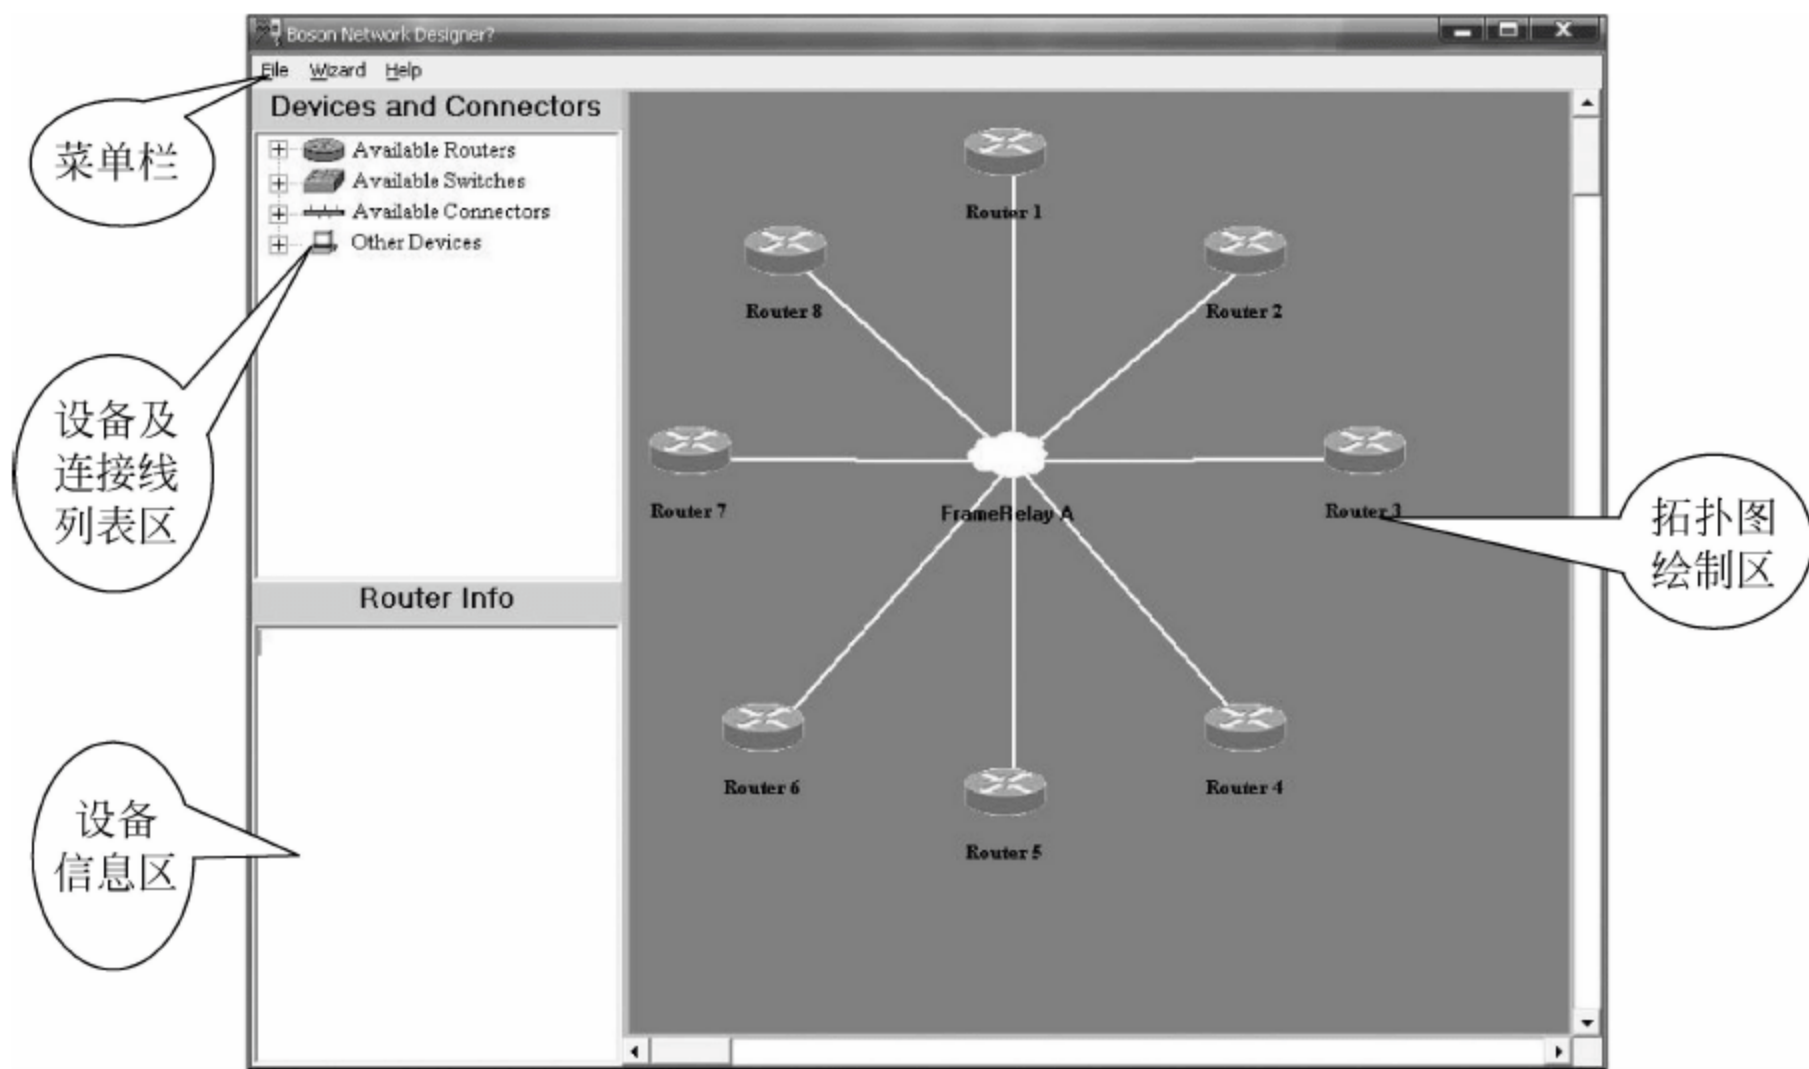 Boson Network Designer?
File Wizard Help
Devices and Connectors
Available Routers
Available Switches
Available Connectors
Other Devices
Router Info
Router 1
Router 8
Router 2
Router 7
FrameRelay A
Router 3
Router 6
Router 4
Router 5
菜单栏
设备及
连接线
列表区
设备
信息区
拓扑图
绘制区